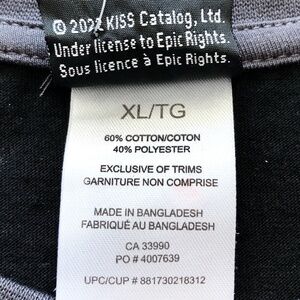 © 2022 KISS Catalog, Ltd.
Under license to Epic Rights.
Sous licence à Epic Rights.
XL/TG
60% COTTON/COTON
40% POLYESTER
EXCLUSIVE OF TRIMS
GARNITURE NON COMPRISE
MADE IN BANGLADESH
FABRIQUÉ AU BANGLADESH
CA 33990
PO # 4007639
UPC/CUP # 881730218312